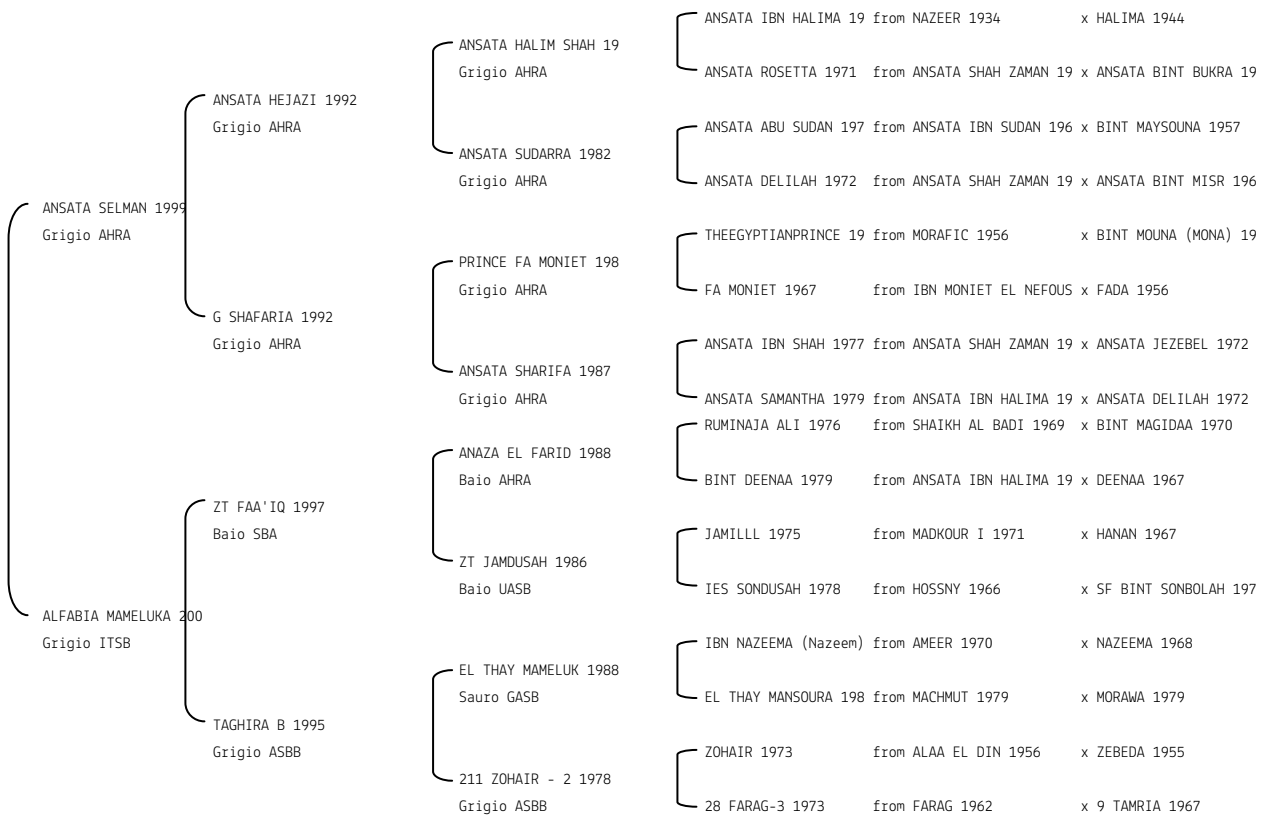 ANSATA IBN HALIMA 19 from NAZEER 1934 x HALIMA 1944
ANSATA HALIM SHAH 19
Grigio AHRA
ANSATA ROSETTA 1971 from ANSATA SHAH ZAMAN 19 x ANSATA BINT BUKRA 19
ANSATA HEJAZI 1992
Grigio AHRA
ANSATA ABU SUDAN 197 from ANSATA IBN SUDAN 196 x BINT MAYSOUNA 1957
ANSATA SUDARRA 1982
Grigio AHRA
ANSATA DELILAH 1972 from ANSATA SHAH ZAMAN 19 x ANSATA BINT MISR 196
ANSATA SELMAN 1999
Grigio AHRA
THEEGYPTIANPRINCE 19 from MORAFIC 1956 x BINT MOUNA (MONA) 19
PRINCE FA MONIET 198
Grigio AHRA
FA MONIET 1967 from IBN MONIET EL NEFOUS x FADA 1956
G SHAFARIA 1992
Grigio AHRA
ANSATA IBN SHAH 1977 from ANSATA SHAH ZAMAN 19 x ANSATA JEZEBEL 1972
ANSATA SHARIFA 1987
Grigio AHRA
ANSATA SAMANTHA 1979 from ANSATA IBN HALIMA 19 x ANSATA DELILAH 1972
RUMINAJA ALI 1976 from SHAIKH AL BADI 1969 x BINT MAGIDAA 1970
ANAZA EL FARID 1988
Baio AHRA
BINT DEENAA 1979 from ANSATA IBN HALIMA 19 x DEENAA 1967
ZT FAA'IQ 1997
Baio SBA
JAMILLL 1975 from MADKOUR I 1971 x HANAN 1967
ZT JAMDUSAH 1986
Baio UASB
IES SONDUSAH 1978 from HOSSNY 1966 x SF BINT SONBOLAH 197
ALFABIA MAMELUKA 200
Grigio ITSB
IBN NAZEEMA (Nazeem) from AMEER 1970 x NAZEEMA 1968
EL THAY MAMELUK 1988
Sauro GASB
EL THAY MANSOURA 198 from MACHMUT 1979 x MORAWA 1979
TAGHIRA B 1995
Grigio ASBB
ZOHAIR 1973 from ALAA EL DIN 1956 x ZEBEDA 1955
211 ZOHAIR - 2 1978
Grigio ASBB
28 FARAG-3 1973 from FARAG 1962 x 9 TAMRIA 1967